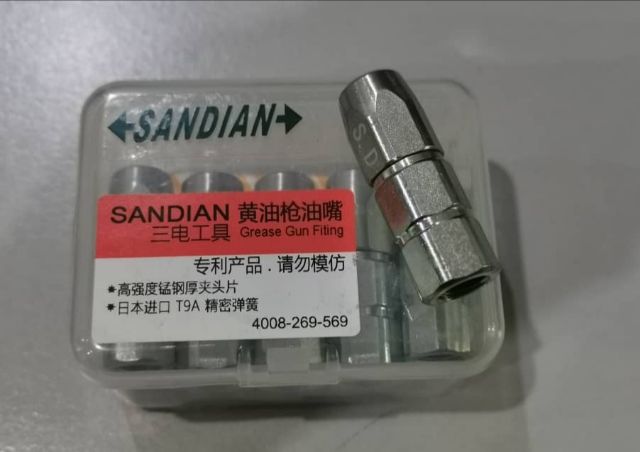 SANDIAN
S.D
SANDIAN 黄油枪油嘴
三电工具 Grease Gun Fiting
专利产品.请勿模仿
*高强度锰钢厚夹头片
*日本进口 T9A 精密弹簧
4008-269-569